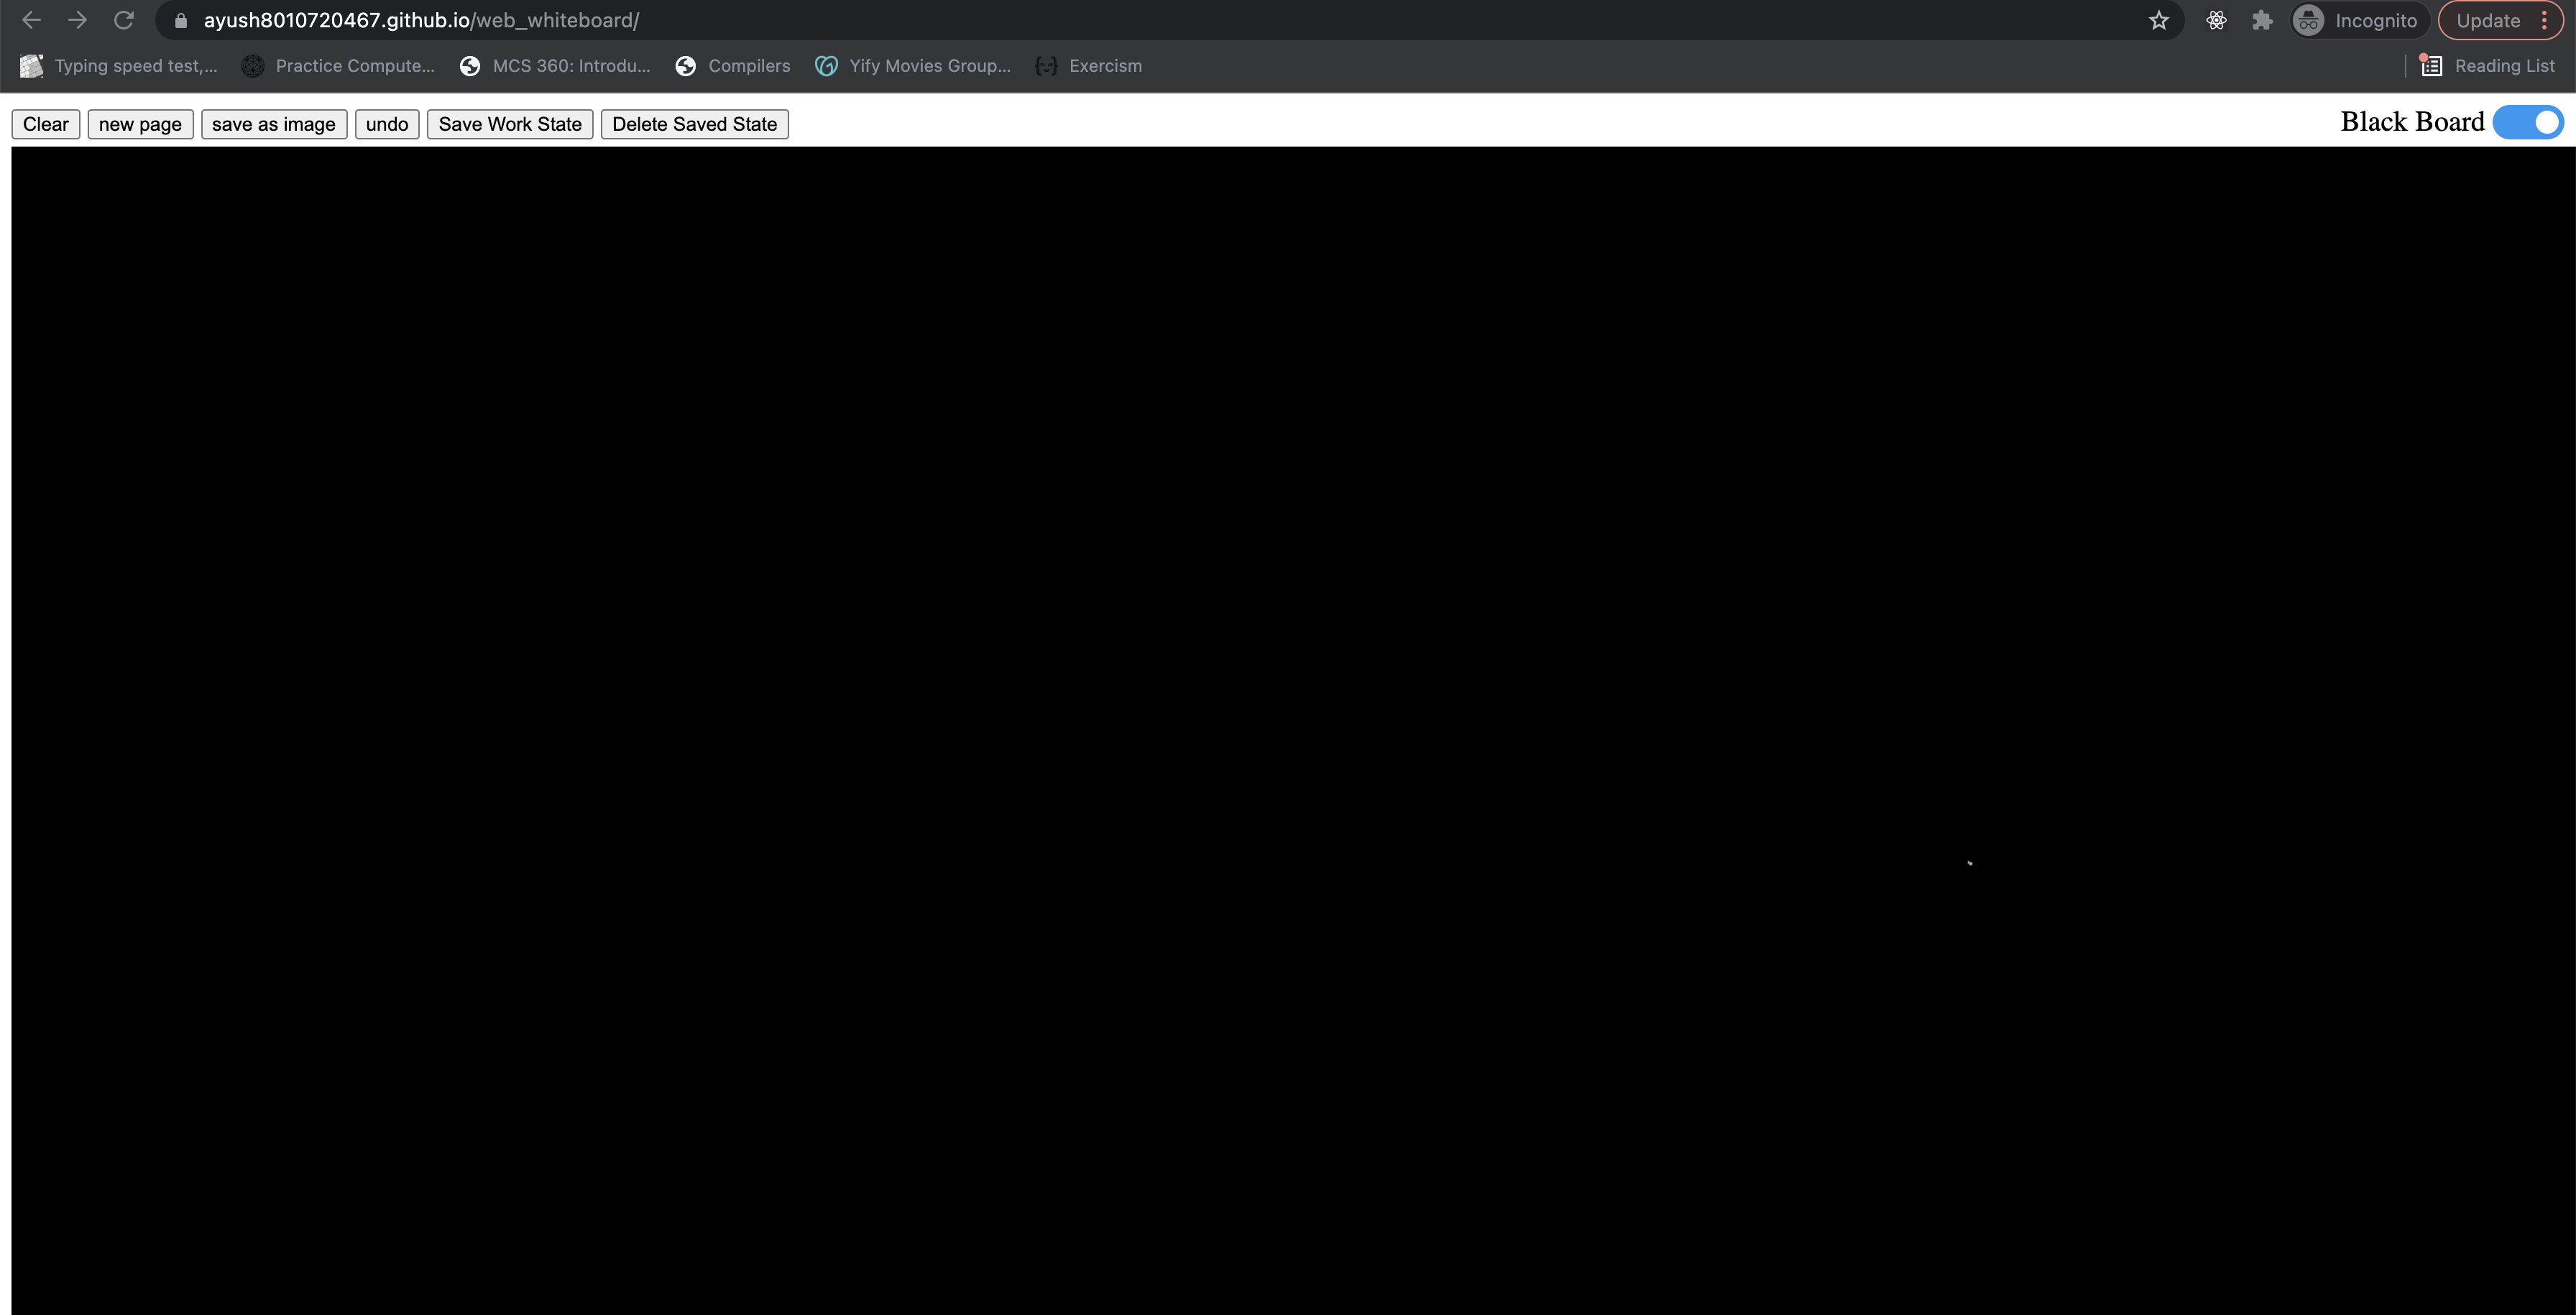 ayush8010720467.github.io/web_whiteboard/ Incognito Update
Typing speed test,... Practice Compute... MCS 360: Introdu... Compilers Yify Movies Group... Exercism Reading List
Clear new page save as image undo Save Work State Delete Saved State Black Board